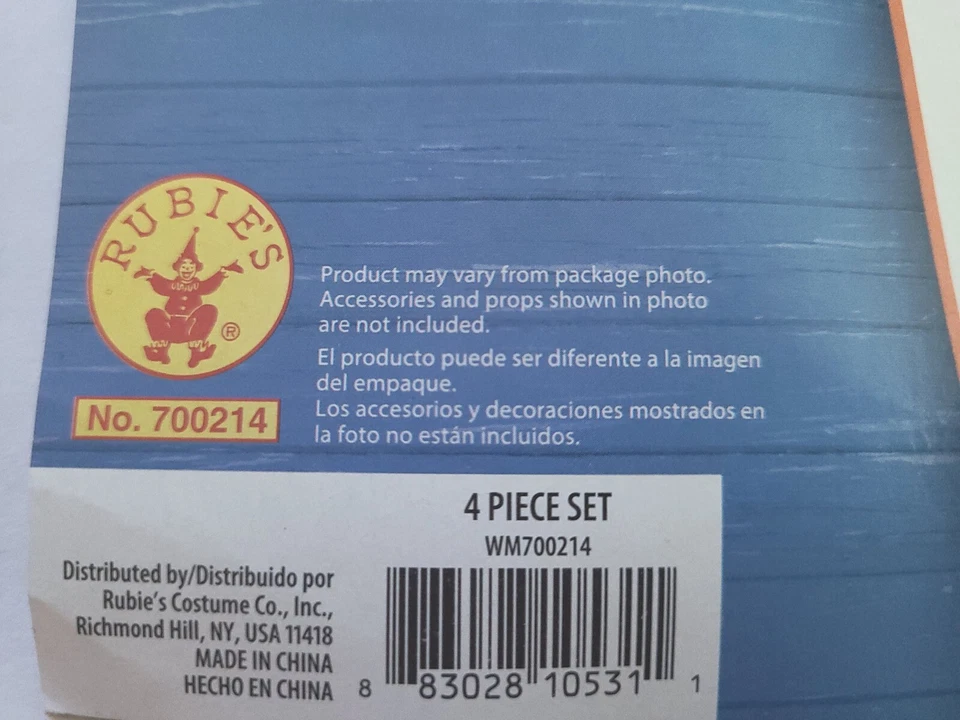 RUBIE'S
®
No. 700214
Product may vary from package photo.
Accessories and props shown in photo
are not included.
El producto puede ser diferente a la imagen
del empaque.
Los accesorios y decoraciones mostrados en
la foto no están incluidos.
4 PIECE SET
WM700214
Distributed by/Distribuido por
Rubie's Costume Co., Inc.,
Richmond Hill, NY, USA 11418
MADE IN CHINA
HECHO EN CHINA
8 83028 10531 1